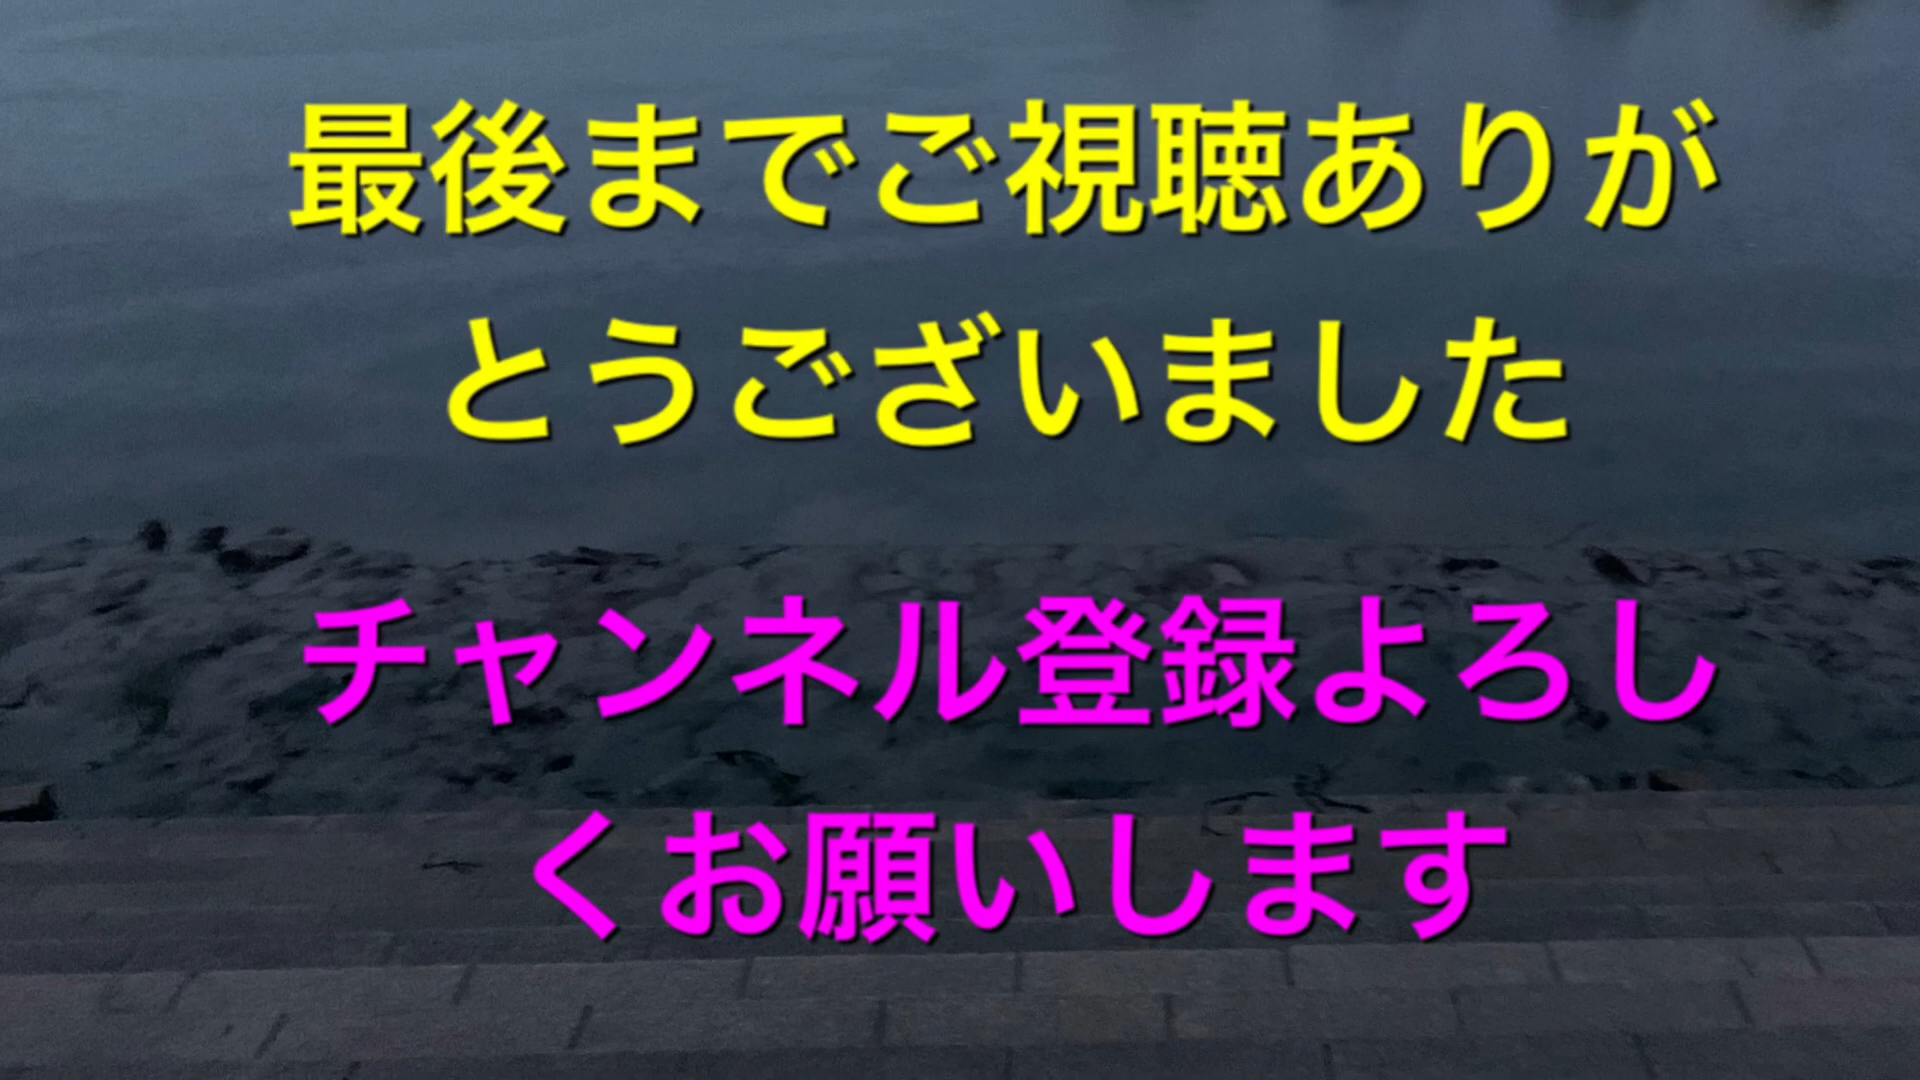 最後までご視聴ありが
とうございました
チャンネル登録よろし
くお願いします